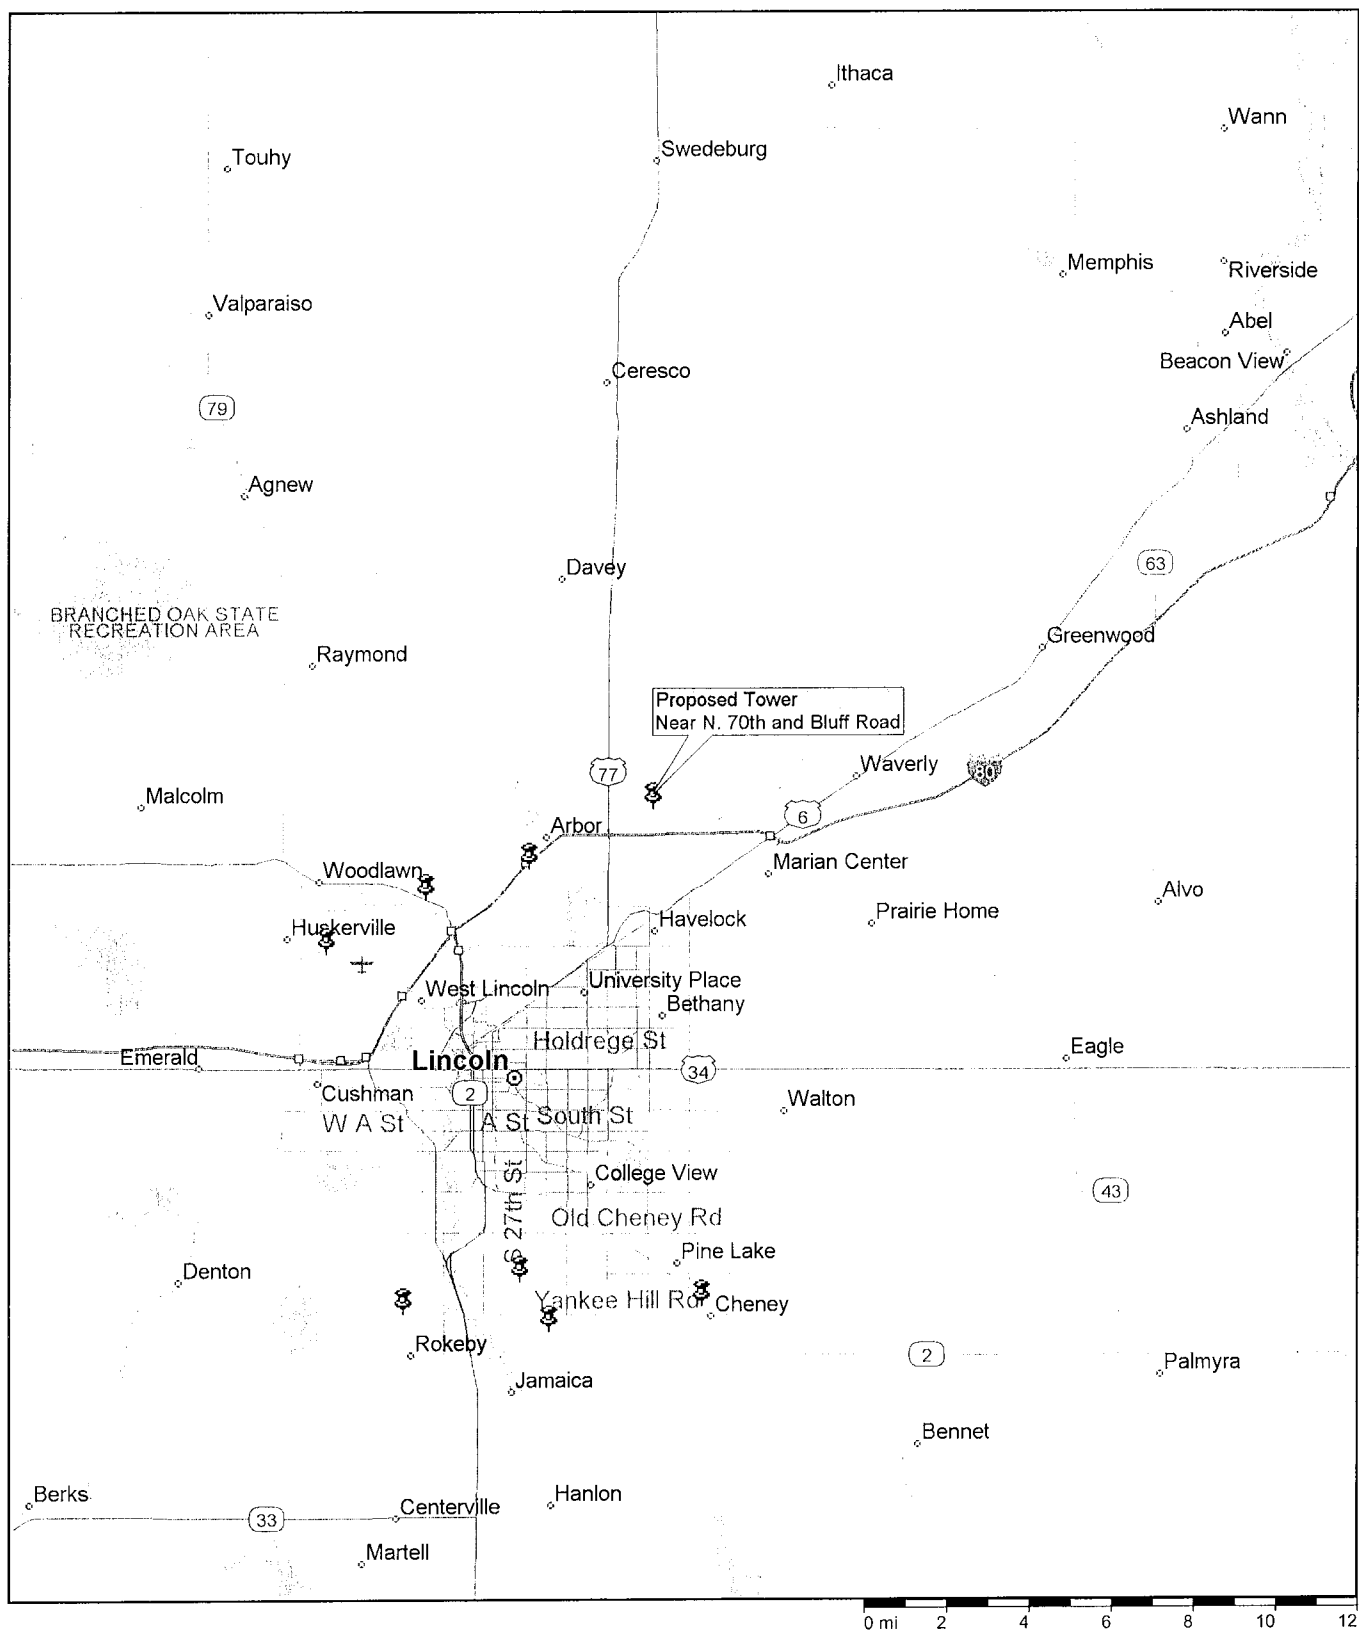 Ithaca
Wann
Swedeburg
Touhy
Memphis
Riverside
Valparaiso
Abel
Beacon View
Ceresco
79
Ashland
Agnew
63
Davey
BRANCHED OAK STATE
RECREATION AREA
Greenwood
Raymond
Proposed Tower
Near N. 70th and Bluff Road
77
Waverly
80
Malcolm
6
Arbor
Marian Center
Woodlawn
Alvo
Prairie Home
Havelock
Huskerville
University Place
West Lincoln
Bethany
Holdrege St
Eagle
Emerald
Lincoln
34
Cushman
2
Walton
W A St
A St
South St
College View
43
S 27th St
Old Cheney Rd
Pine Lake
Denton
Yankee Hill Rd
Cheney
Rokeby
2
Palmyra
Jamaica
Bennet
Berks
Hanlon
Centerville
33
Martell
0 mi 2 4 6 8 10 12